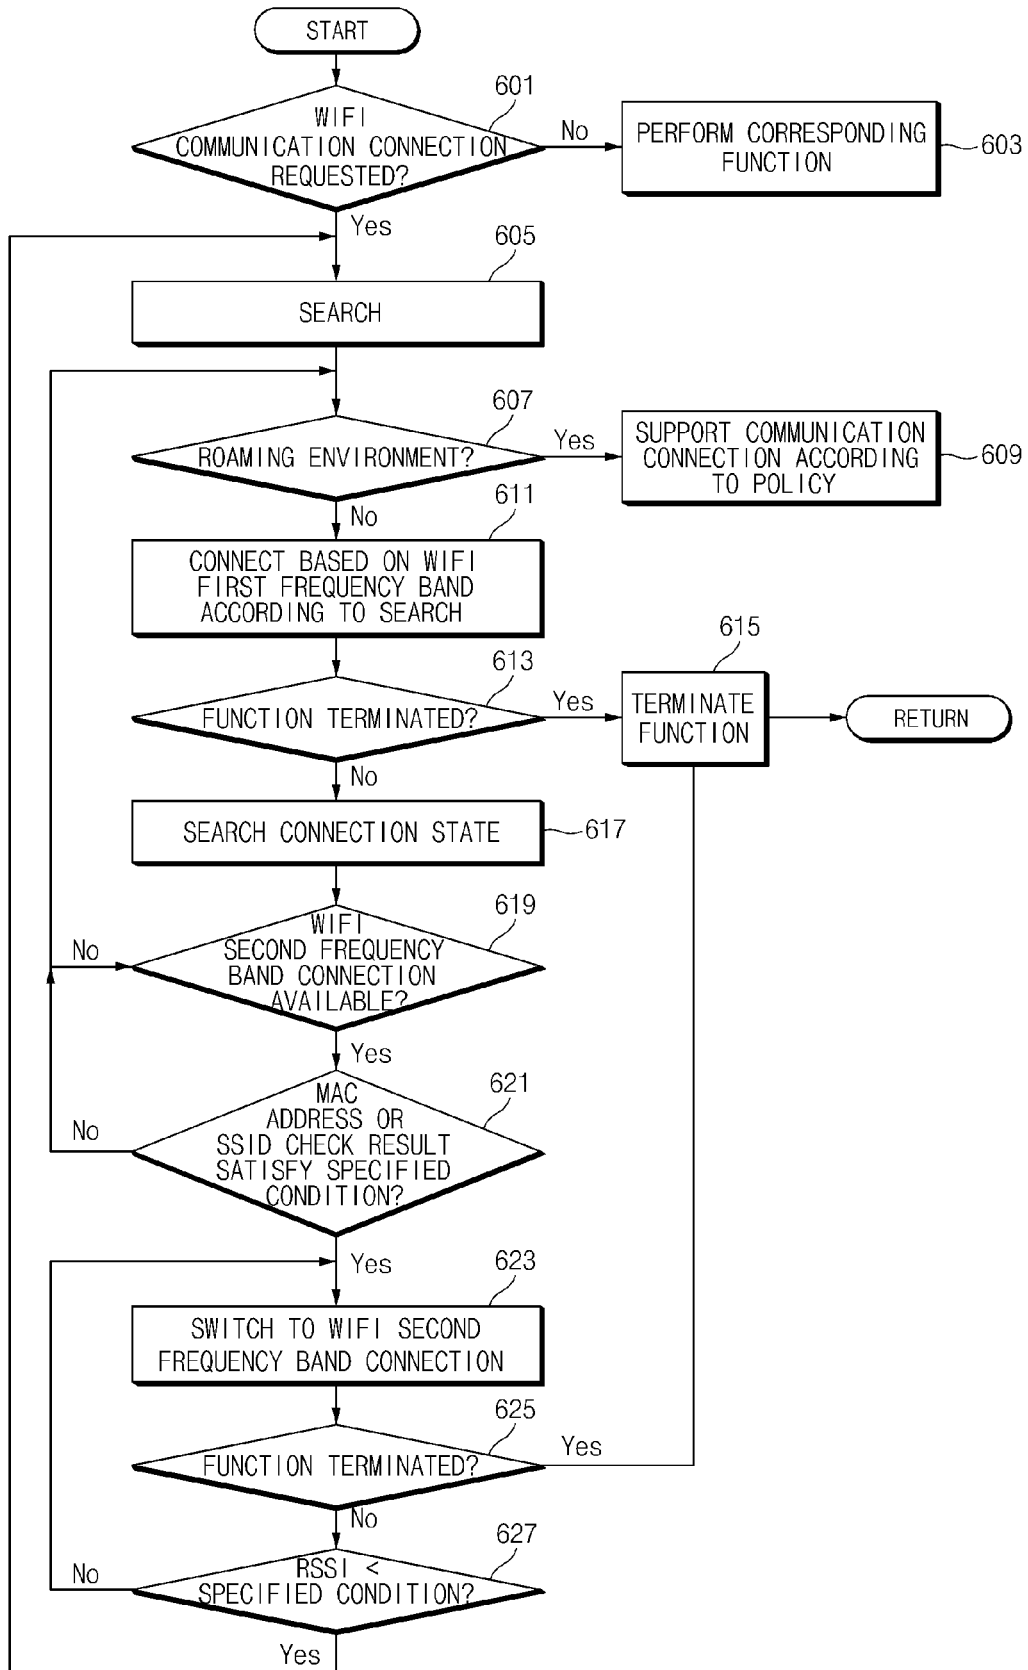 START
601
WIFI
COMMUNICATION CONNECTION
REQUESTED?
No
PERFORM CORRESPONDING
FUNCTION
603
Yes
605
SEARCH
607
ROAMING ENVIRONMENT?
Yes
SUPPORT COMMUNICATION
CONNECTION ACCORDING
TO POLICY
609
No
611
CONNECT BASED ON WIFI
FIRST FREQUENCY BAND
ACCORDING TO SEARCH
613
FUNCTION TERMINATED?
Yes
615
TERMINATE
FUNCTION
RETURN
No
SEARCH CONNECTION STATE
617
619
WIFI
SECOND FREQUENCY
BAND CONNECTION
AVAILABLE?
No
Yes
621
MAC
ADDRESS OR
SSID CHECK RESULT
SATISFY SPECIFIED
CONDITION?
No
Yes
623
SWITCH TO WIFI SECOND
FREQUENCY BAND CONNECTION
625
FUNCTION TERMINATED?
Yes
No
627
RSSI <
SPECIFIED CONDITION?
No
Yes